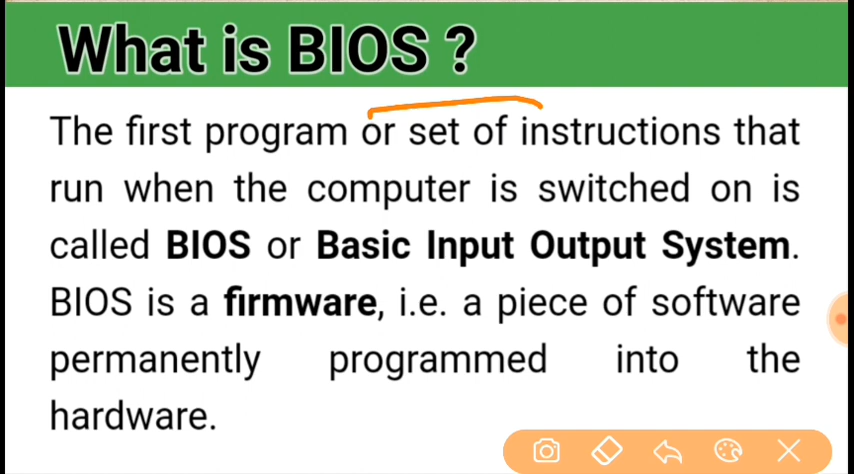 What is BIOS ?
The first program or set of instructions that
run when the computer is switched on is
called BIOS or Basic Input Output System.
BIOS is a firmware, i.e. a piece of software
permanently programmed into the
hardware.